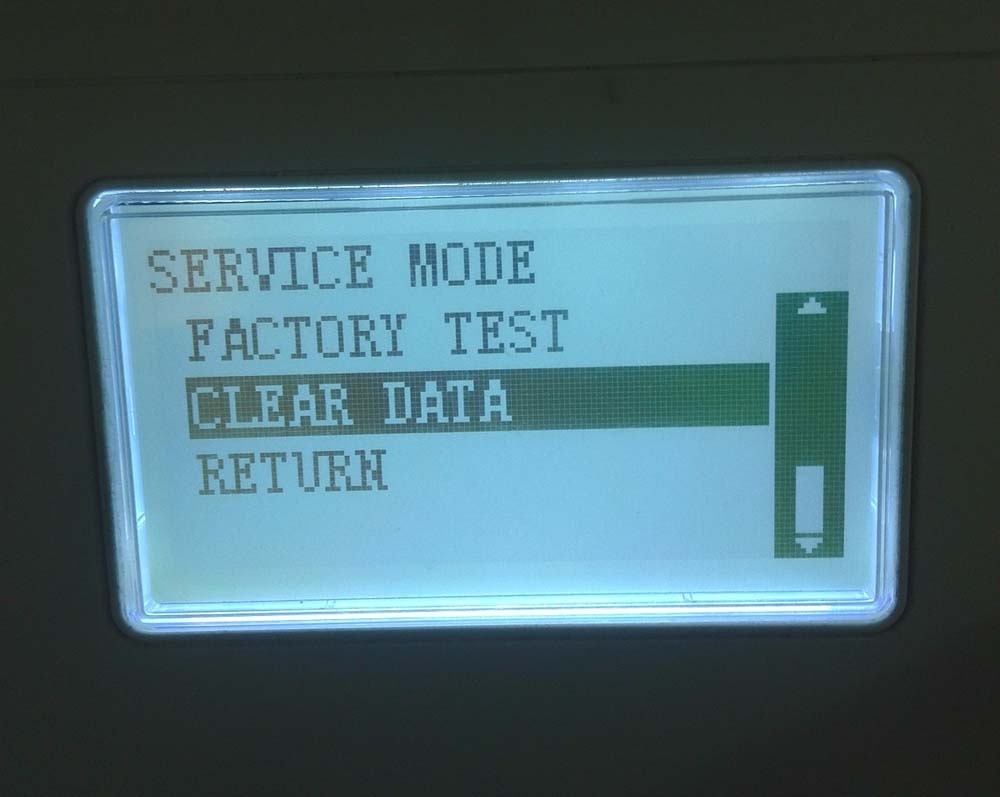 SERVICE MODE
FACTORY TEST
CLEAR DATA
RETURN